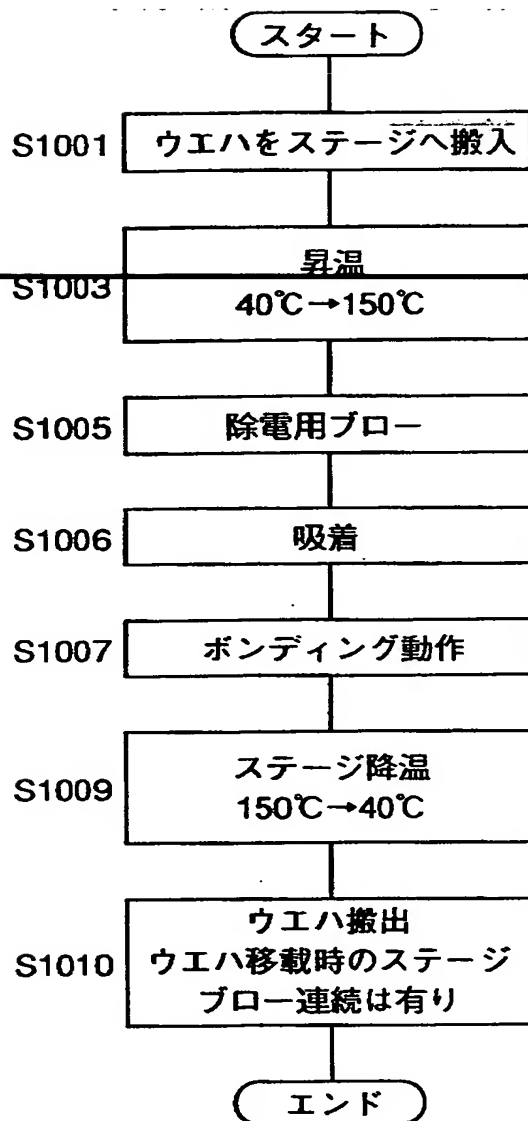 スタート
S1001 ウエハをステージへ搬入
昇温
S1003
40℃→150℃
S1005 除電用ブロー
S1006 吸着
S1007 ボンディング動作
ステージ降温
S1009
150℃→40℃
ウエハ搬出
S1010 ウエハ移載時のステージ
ブロー連続は有り
エンド